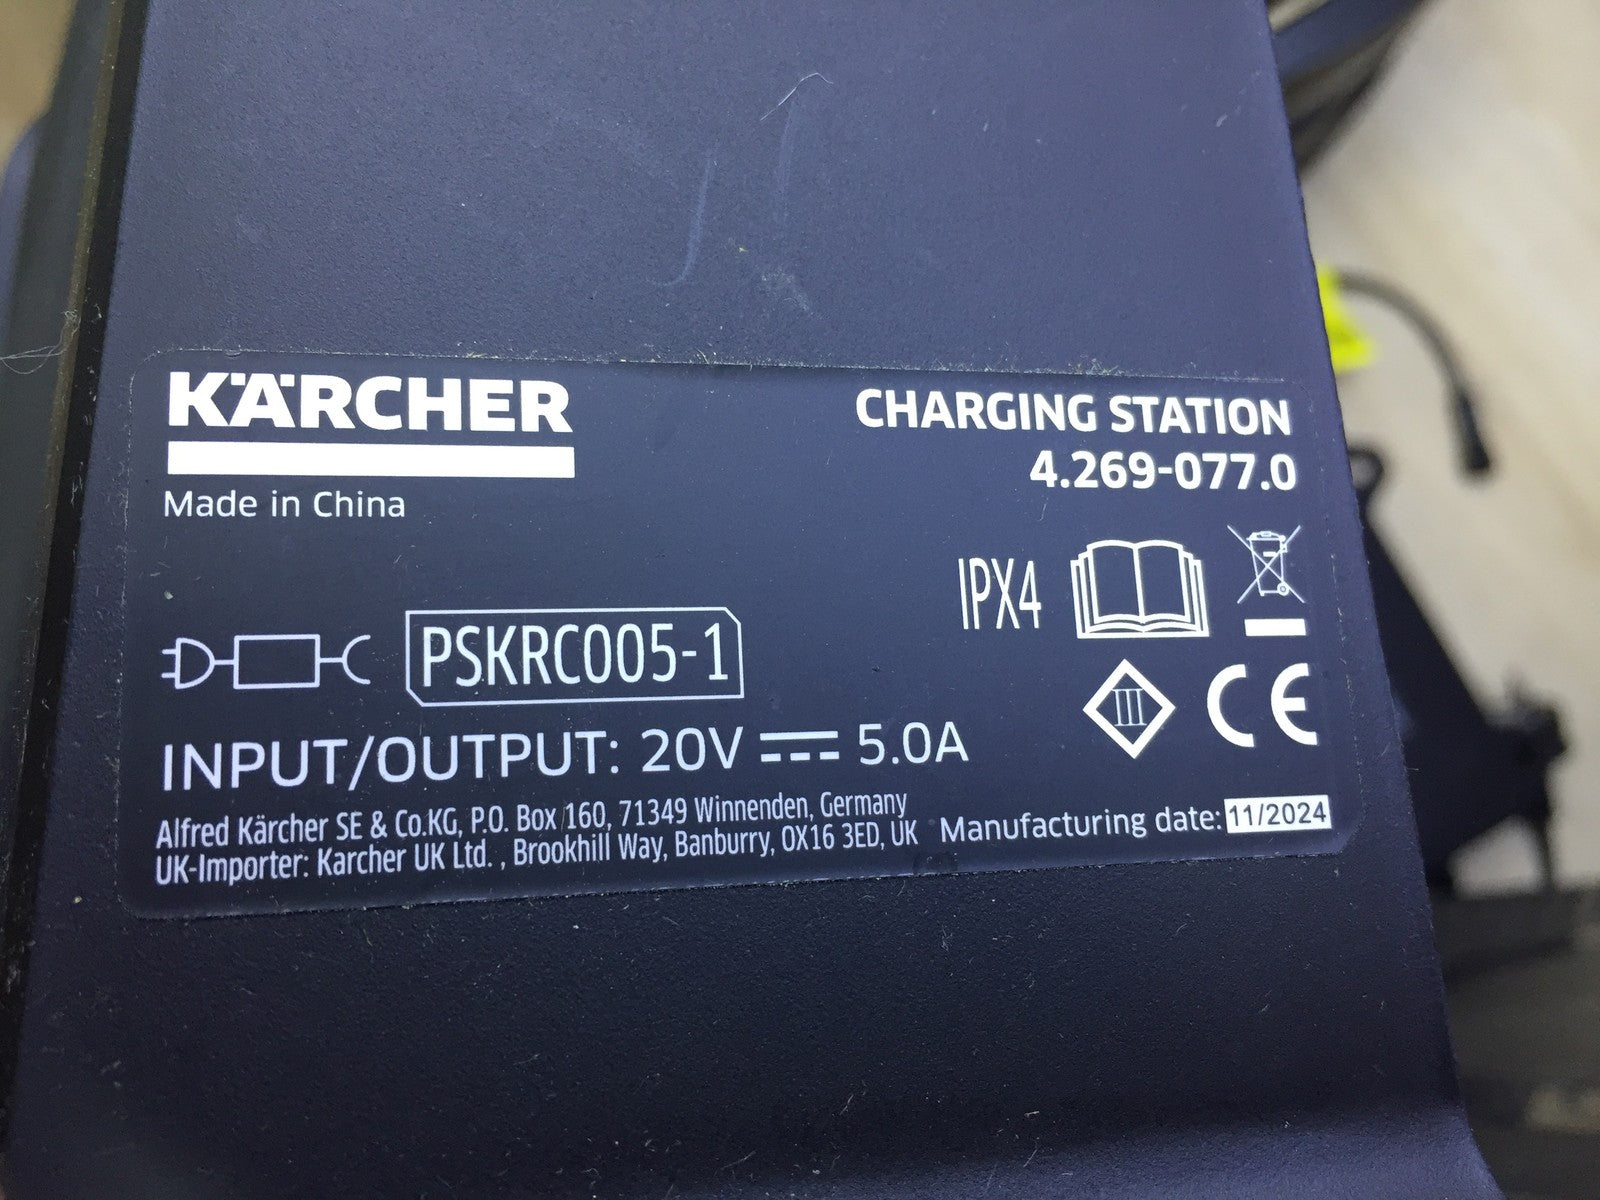 KÄRCHER
Made in China
CHARGING STATION
4.269-077.0
IPX4
PSKRC005-1
III
CE
INPUT/OUTPUT: 20V ⎓ 5.0A
Alfred Kärcher SE & Co.KG, P.O. Box 160, 71349 Winnenden, Germany
UK-Importer: Karcher UK Ltd. , Brookhill Way, Banburry, OX16 3ED, UK
Manufacturing date: 11/2024